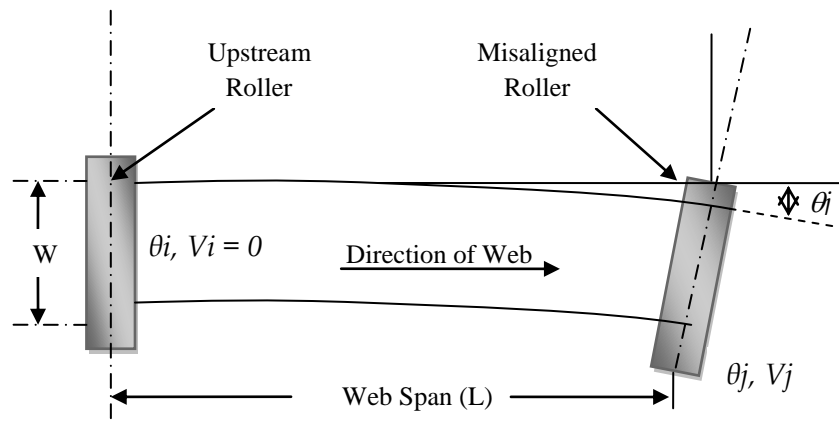 Upstream
Roller
Misaligned
Roller
θj
W
θi, Vi = 0
Direction of Web
θj, Vj
Web Span (L)